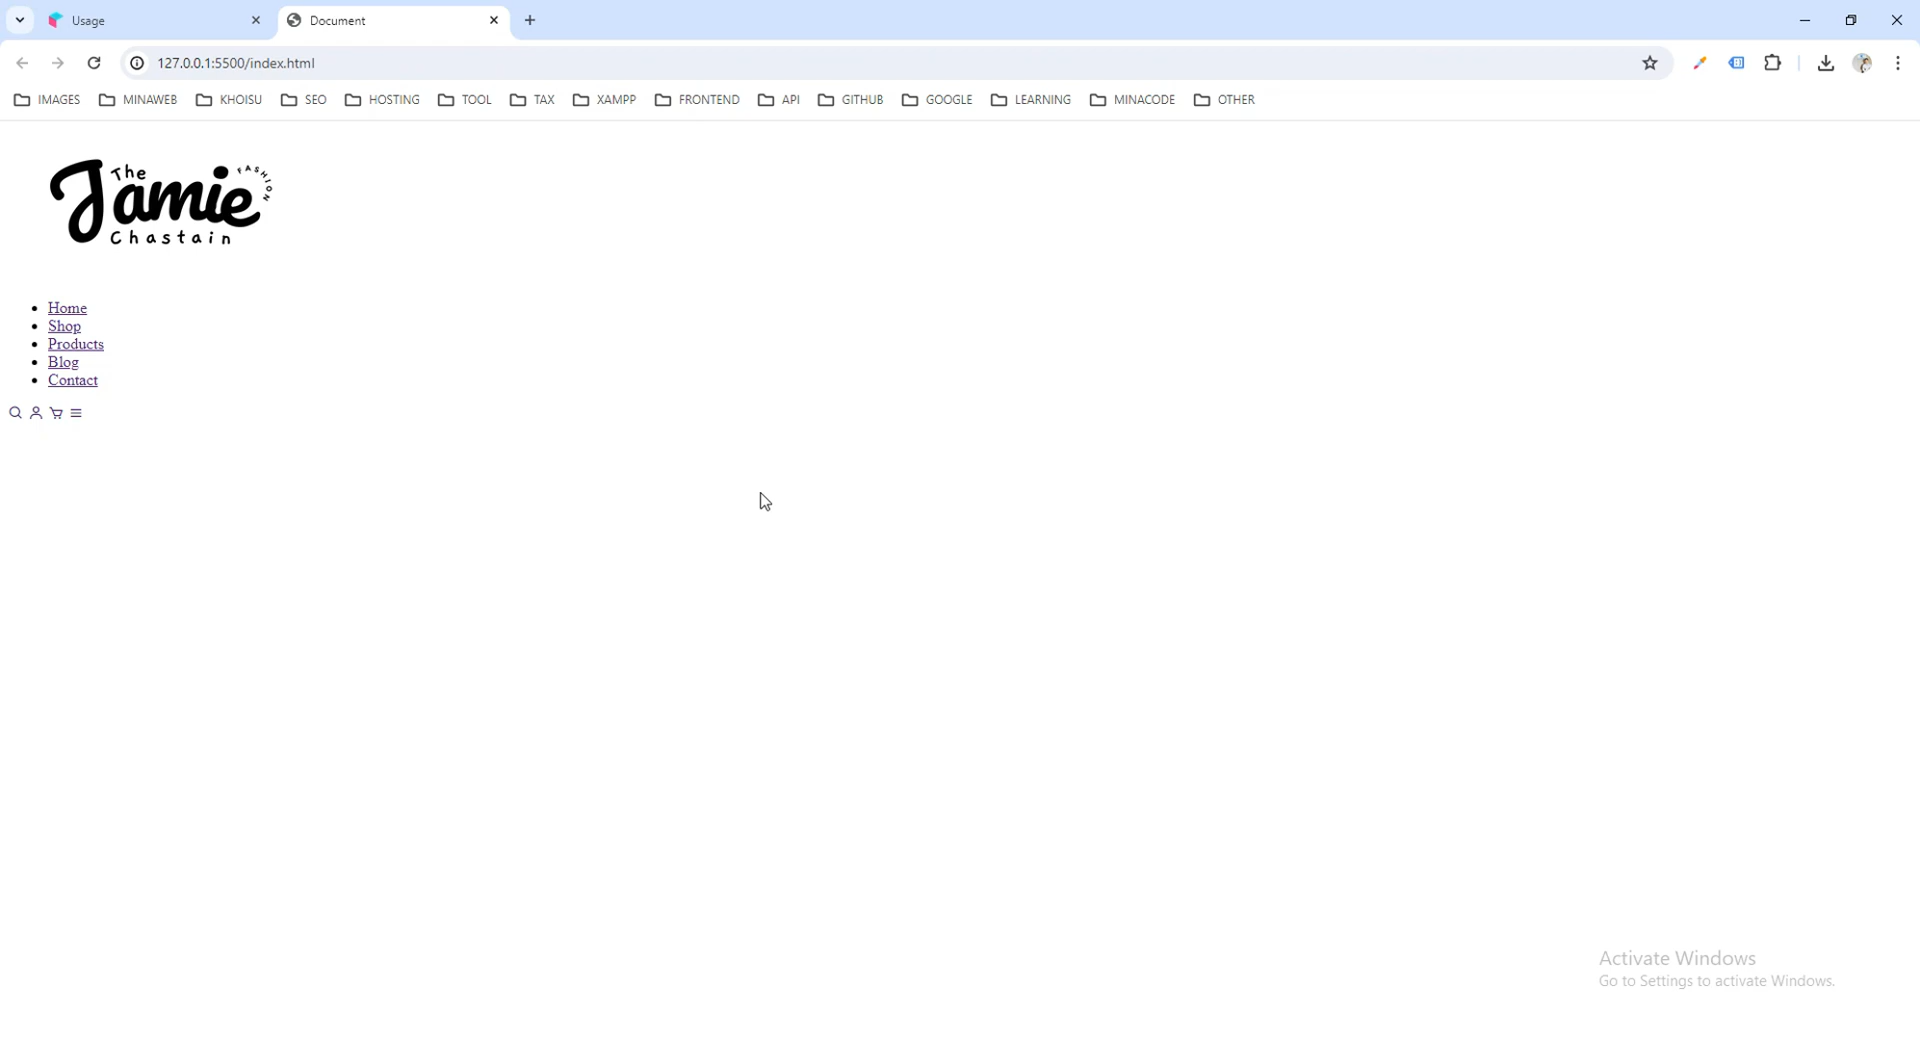 Usage
Document
127.0.0.1:5500/index.html
IMAGES MINAWEB KHOISU SEO HOSTING TOOL TAX XAMPP FRONTEND API GITHUB GOOGLE LEARNING MINACODE OTHER
The
Jamie
FASHION
Chastain
Home
Shop
Products
Blog
Contact
Activate Windows
Go to Settings to activate Windows.